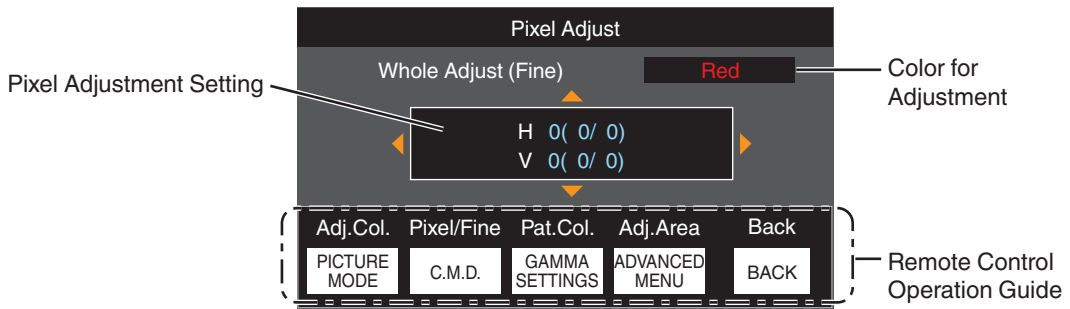 Pixel Adjust
Whole Adjust (Fine)
Red
Pixel Adjustment Setting
Color for
Adjustment
H 0( 0/ 0)
V 0( 0/ 0)
Adj.Col. Pixel/Fine Pat.Col. Adj.Area Back
PICTURE
MODE
C.M.D.
GAMMA
SETTINGS
ADVANCED
MENU
BACK
Remote Control
Operation Guide